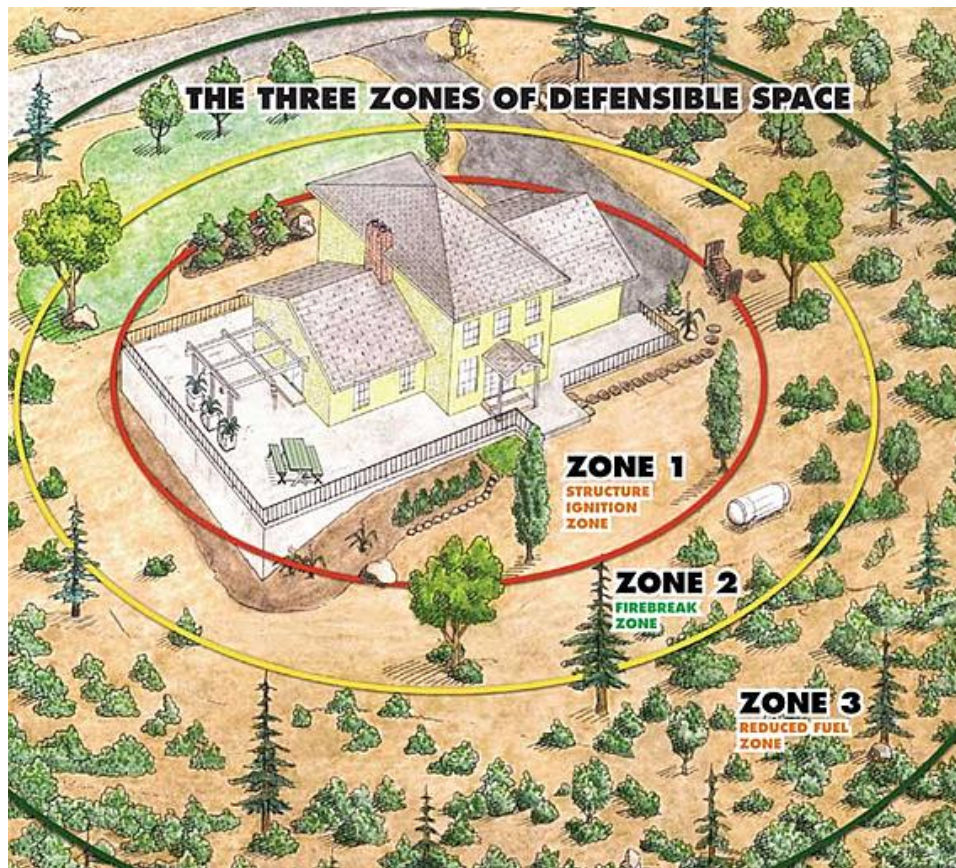 THE THREE ZONES OF DEFENSIBLE SPACE
ZONE 1
STRUCTURE
IGNITION
ZONE
ZONE 2
FIREBREAK
ZONE
ZONE 3
REDUCED FUEL
ZONE